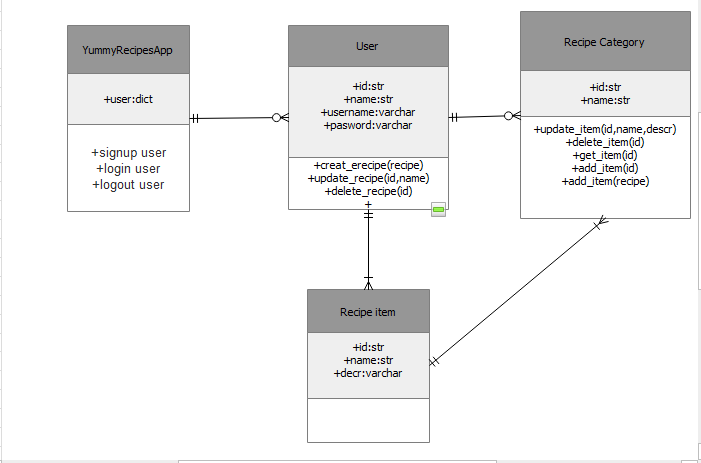 YummyRecipesApp
+user:dict
+signup user
+login user
+logout user
User
+id:str
+name:str
+username:varchar
+pasword:varchar
+creat_erecipe(recipe)
+update_recipe(id,name)
+delete_recipe(id)
+
Recipe Category
+id:str
+name:str
+update_item(id,name,descr)
+delete_item(id)
+get_item(id)
+add_item(id)
+add_item(recipe)
Recipe item
+id:str
+name:str
+decr:varchar